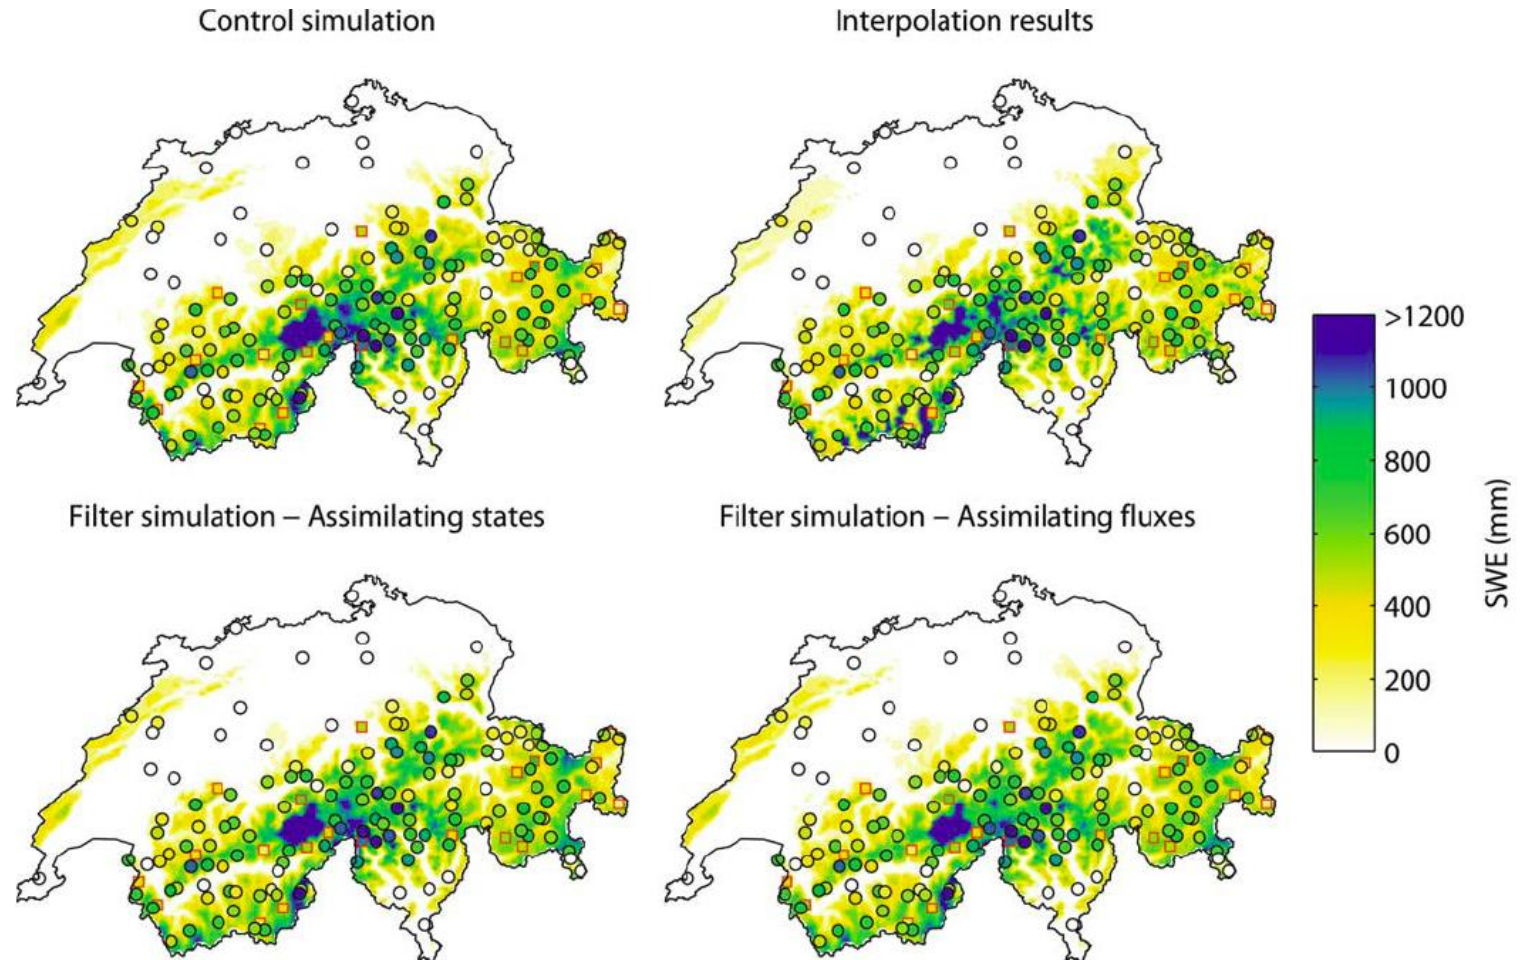 Control simulation
Interpolation results
Filter simulation – Assimilating states
Filter simulation – Assimilating fluxes
>1200
1000
800
600
400
200
0
SWE (mm)